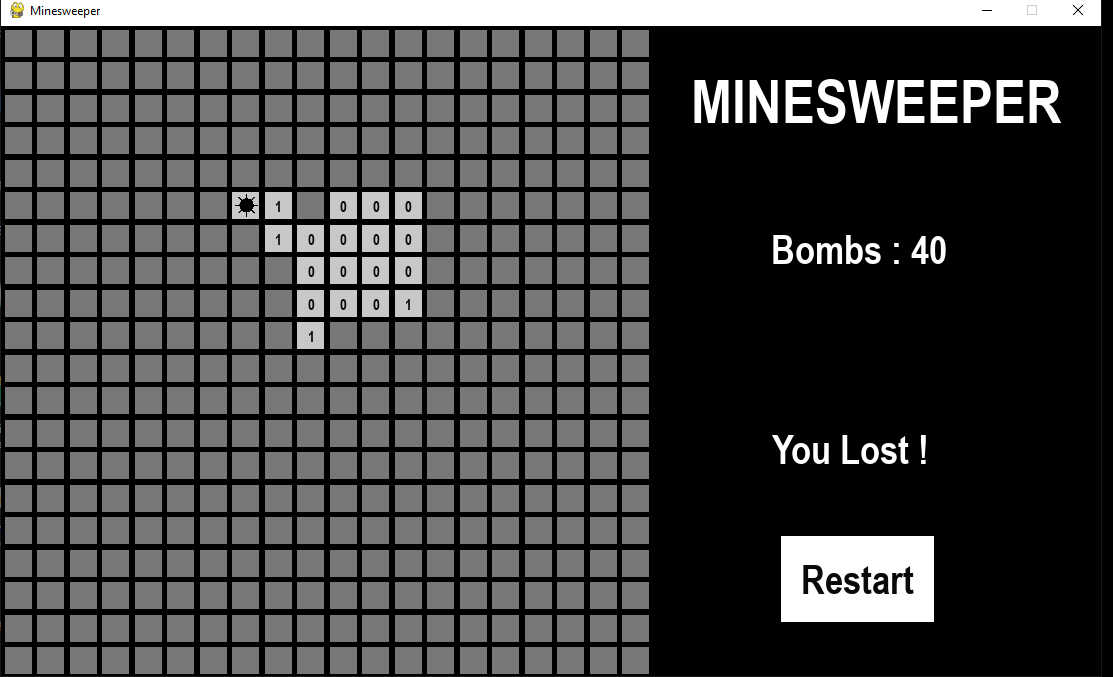 Minesweeper
MINESWEEPER
1 0 0 0
Bombs : 40
1 0 0 0 0
0 0 0 0
0 0 0 1
1
You Lost !
Restart